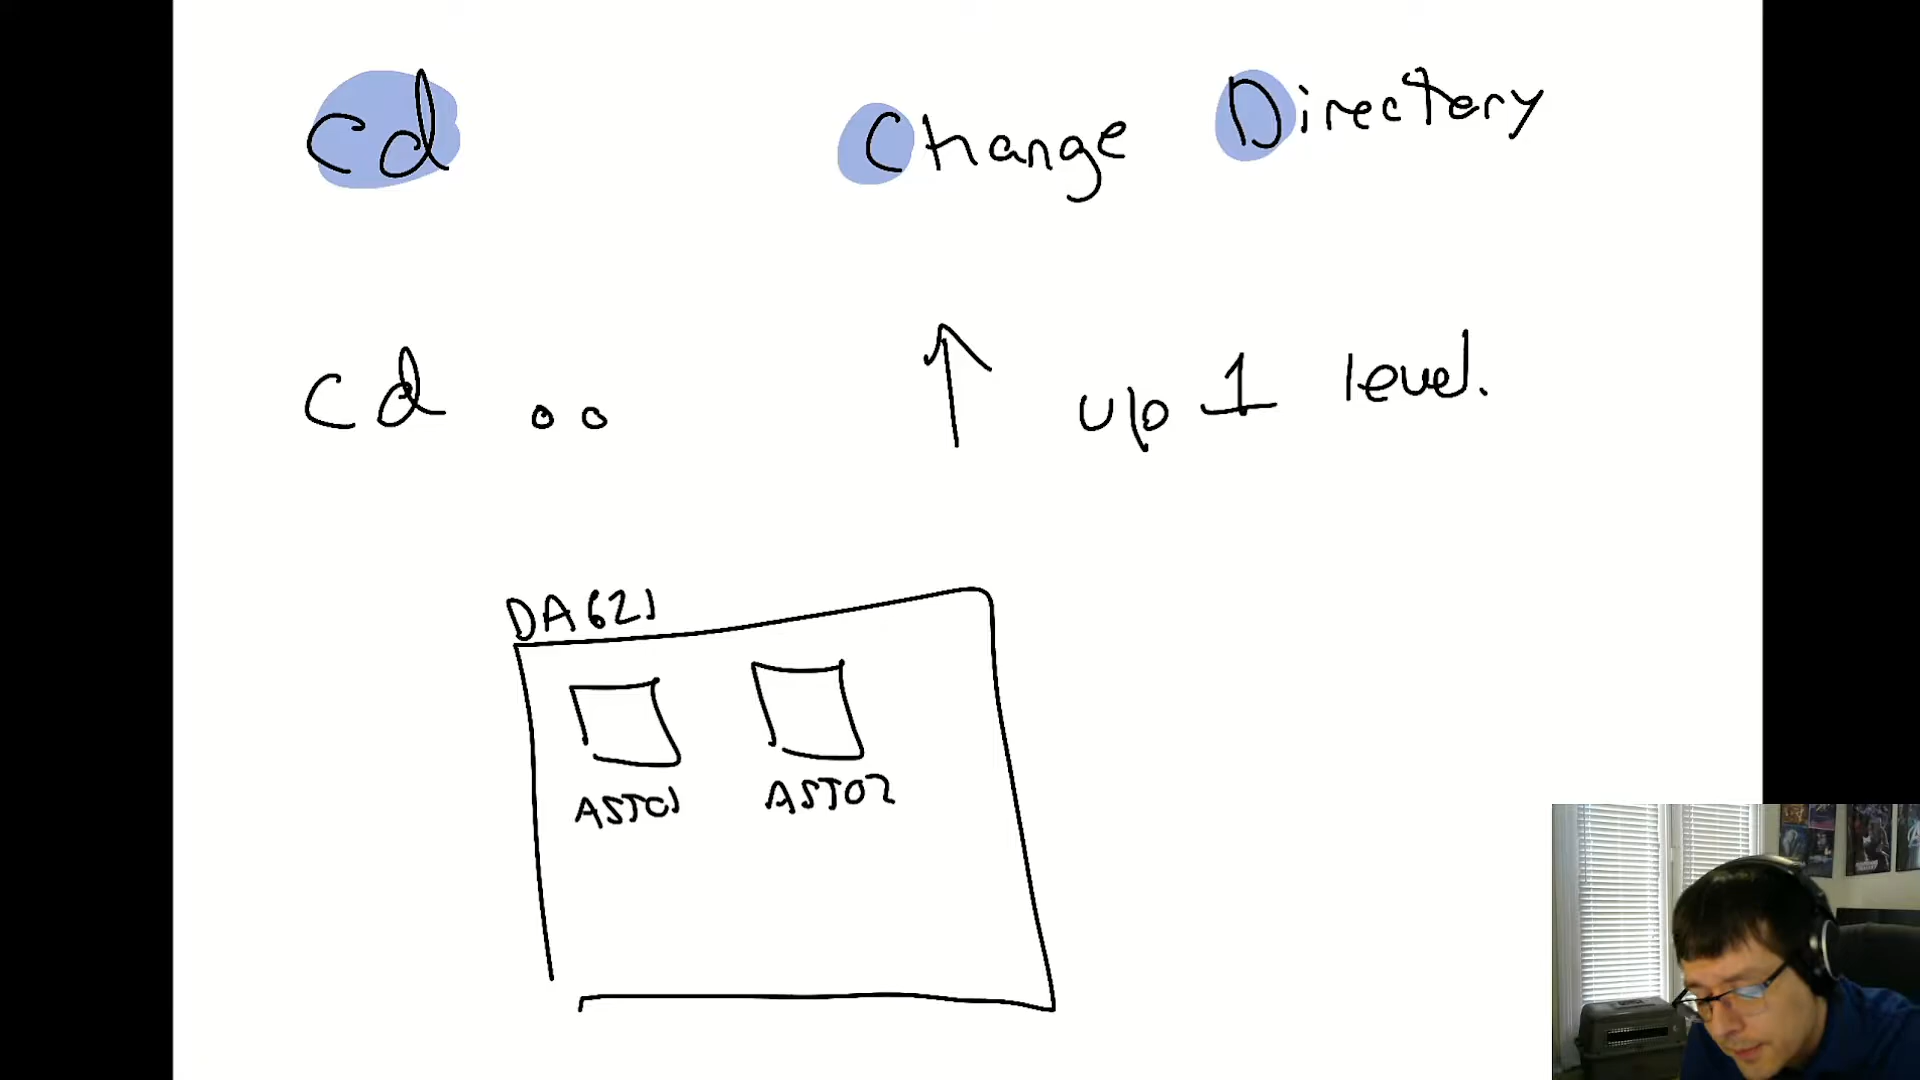 cd Change Directory
cd .. ↑ up 1 level.
DA621
AST01 AST02